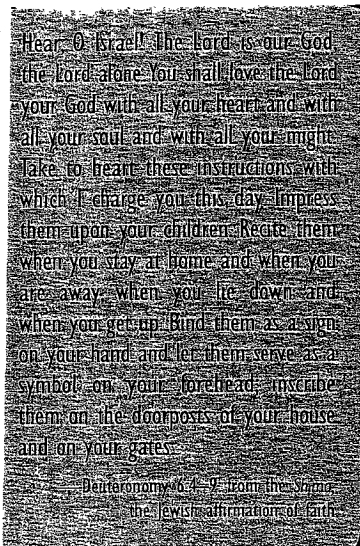 Hear, O Israel! The Lord is our God,
the Lord alone. You shall love the Lord
your God with all your heart and with
all your soul and with all your might.
Take to heart these instructions with
which I charge you this day. Impress
them upon your children. Recite them
when you stay at home and when you
are away, when you lie down and
when you get up. Bind them as a sign
on your hand and let them serve as a
symbol on your forehead; inscribe
them on the doorposts of your house
and on your gates.
Deuteronomy 6:4–9, from the Shma,
the Jewish affirmation of faith